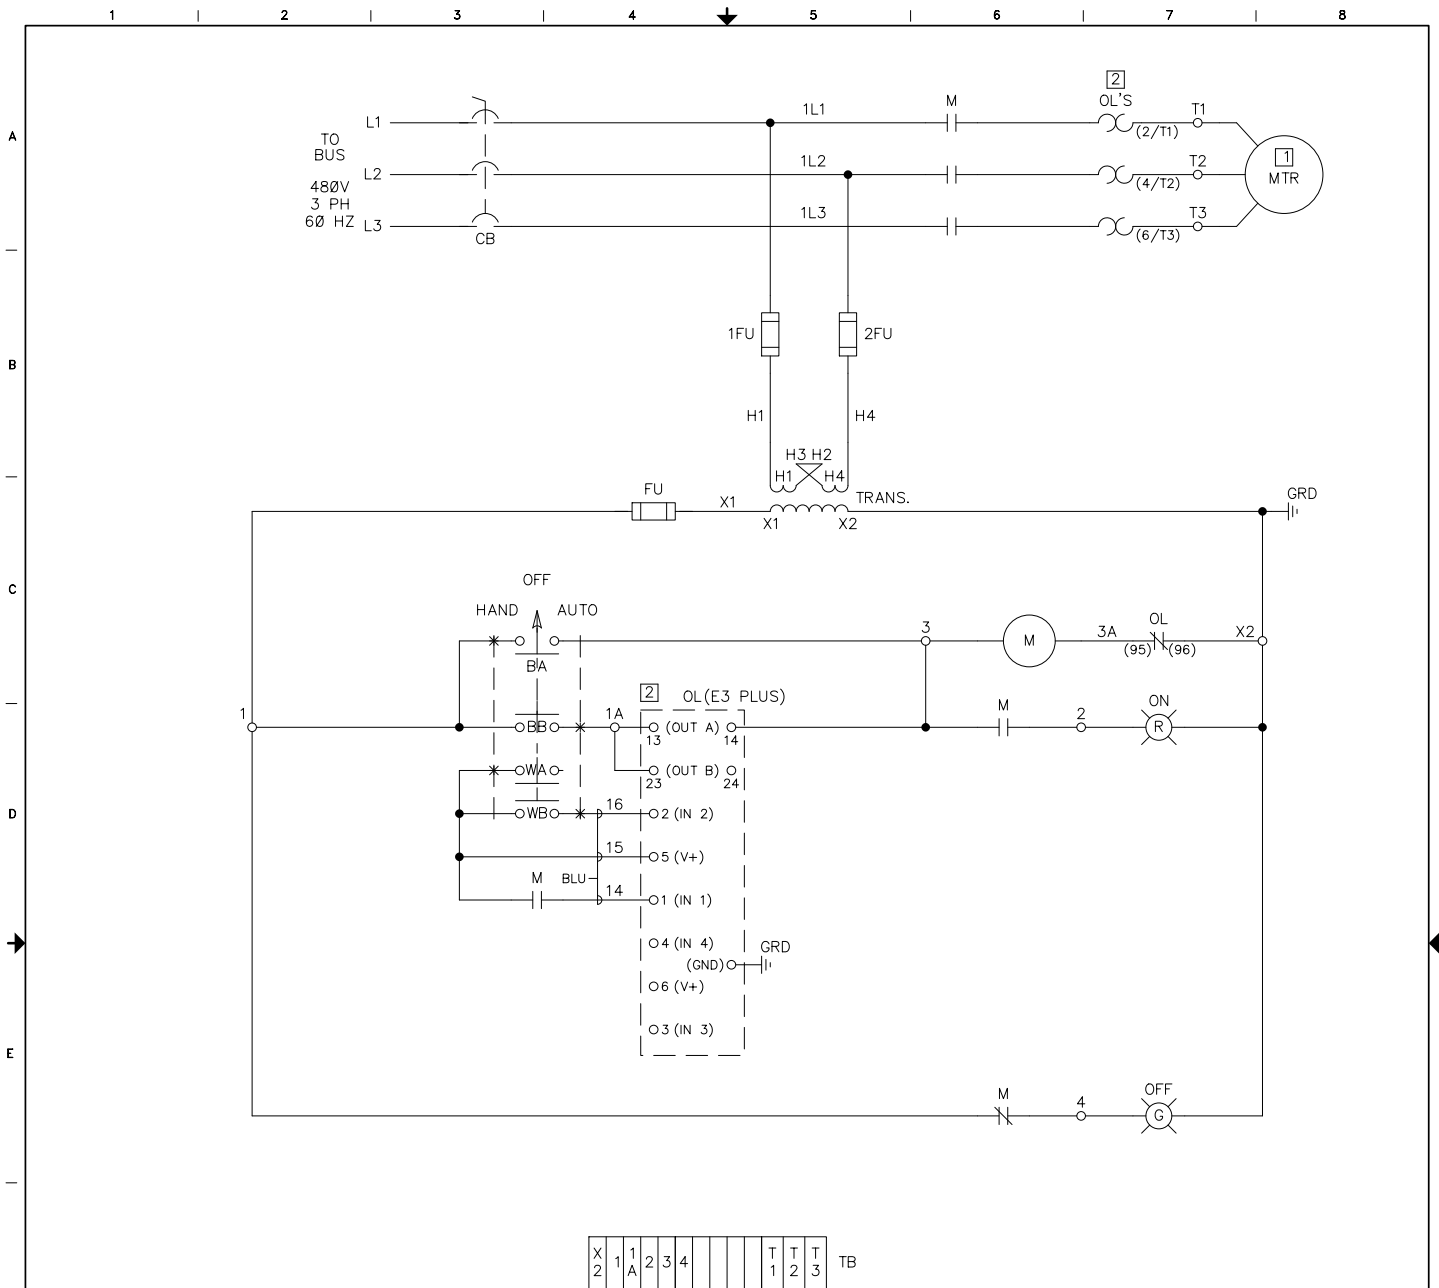 1 2 3 4 5 6 7 8
A
B
C
D
E
TO
BUS
480V
3 PH
60 HZ
L1
L2
L3
CB
1L1
1L2
1L3
M
2
OL'S
(2/T1)
(4/T2)
(6/T3)
T1
T2
T3
1
MTR
1FU
2FU
H1
H4
H3 H2
H1 H4
TRANS.
FU
X1
X1 X2
GRD
OFF
HAND AUTO
BA
3
M
3A
OL
(95) (96)
X2
2 OL(E3 PLUS)
1
BB
1A
(OUT A)
13 14
M
2
ON
R
WA
(OUT B)
23 24
WB
16
2 (IN 2)
15
5 (V+)
M
BLU
14
1 (IN 1)
4 (IN 4)
(GND)
GRD
6 (V+)
3 (IN 3)
M
4
OFF
G
X2 1 1A 2 3 4 T1 T2 T3 TB